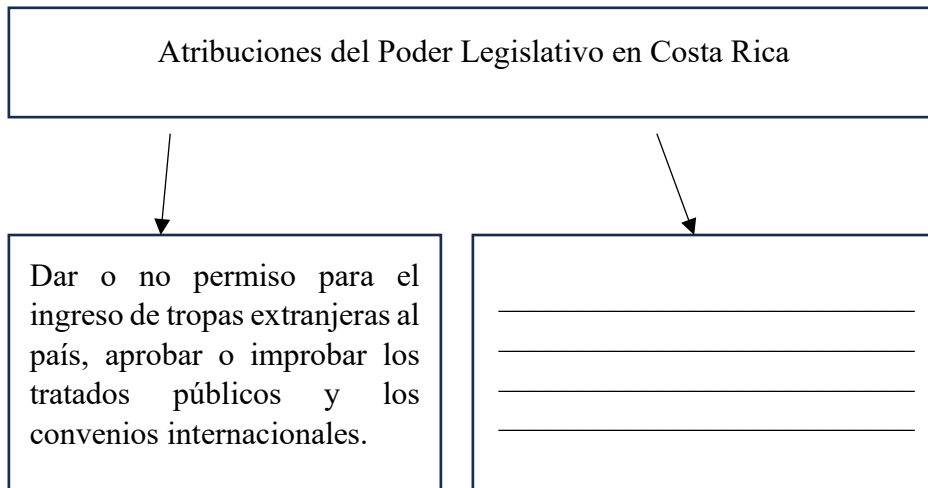 Atribuciones del Poder Legislativo en Costa Rica
Dar o no permiso para el
ingreso de tropas extranjeras al
país, aprobar o improbar los
tratados públicos y los
convenios internacionales.